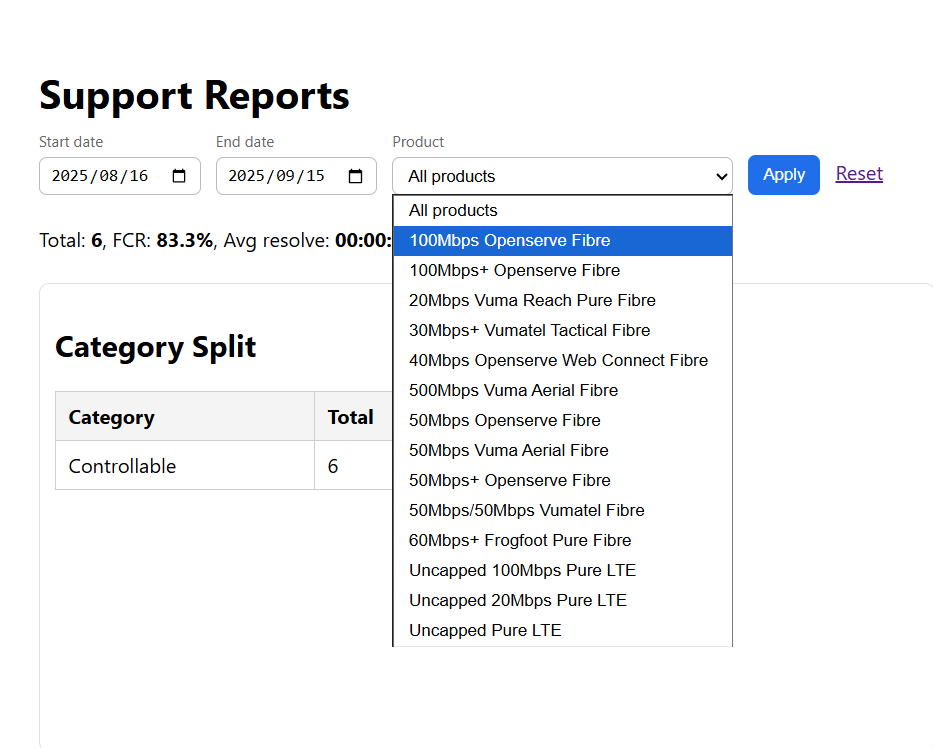 Support Reports
Start date End date Product
2025/08/16 2025/09/15 All products Apply Reset
All products
Total: 6, FCR: 83.3%, Avg resolve: 00:00:
100Mbps Openserve Fibre
100Mbps+ Openserve Fibre
20Mbps Vuma Reach Pure Fibre
30Mbps+ Vumatel Tactical Fibre
40Mbps Openserve Web Connect Fibre
500Mbps Vuma Aerial Fibre
50Mbps Openserve Fibre
50Mbps Vuma Aerial Fibre
50Mbps+ Openserve Fibre
50Mbps/50Mbps Vumatel Fibre
60Mbps+ Frogfoot Pure Fibre
Uncapped 100Mbps Pure LTE
Uncapped 20Mbps Pure LTE
Uncapped Pure LTE
Category Split
Category Total
Controllable 6